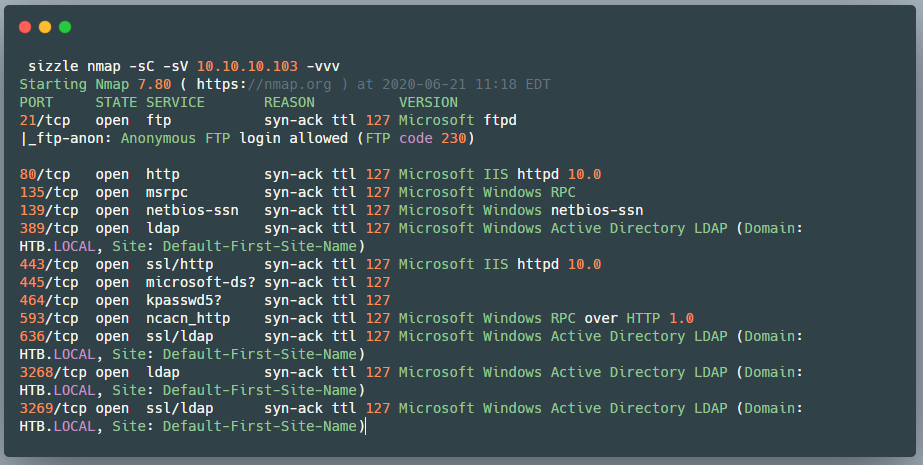 sizzle nmap -sC -sV 10.10.10.103 -vvv
Starting Nmap 7.80 ( https://nmap.org ) at 2020-06-21 11:18 EDT
PORT     STATE SERVICE       REASON          VERSION
21/tcp   open  ftp           syn-ack ttl 127 Microsoft ftpd
|_ftp-anon: Anonymous FTP login allowed (FTP code 230)
80/tcp   open  http          syn-ack ttl 127 Microsoft IIS httpd 10.0
135/tcp  open  msrpc         syn-ack ttl 127 Microsoft Windows RPC
139/tcp  open  netbios-ssn   syn-ack ttl 127 Microsoft Windows netbios-ssn
389/tcp  open  ldap          syn-ack ttl 127 Microsoft Windows Active Directory LDAP (Domain:
HTB.LOCAL, Site: Default-First-Site-Name)
443/tcp  open  ssl/http      syn-ack ttl 127 Microsoft IIS httpd 10.0
445/tcp  open  microsoft-ds? syn-ack ttl 127
464/tcp  open  kpasswd5?     syn-ack ttl 127
593/tcp  open  ncacn_http    syn-ack ttl 127 Microsoft Windows RPC over HTTP 1.0
636/tcp  open  ssl/ldap      syn-ack ttl 127 Microsoft Windows Active Directory LDAP (Domain:
HTB.LOCAL, Site: Default-First-Site-Name)
3268/tcp open  ldap          syn-ack ttl 127 Microsoft Windows Active Directory LDAP (Domain:
HTB.LOCAL, Site: Default-First-Site-Name)
3269/tcp open  ssl/ldap      syn-ack ttl 127 Microsoft Windows Active Directory LDAP (Domain:
HTB.LOCAL, Site: Default-First-Site-Name)